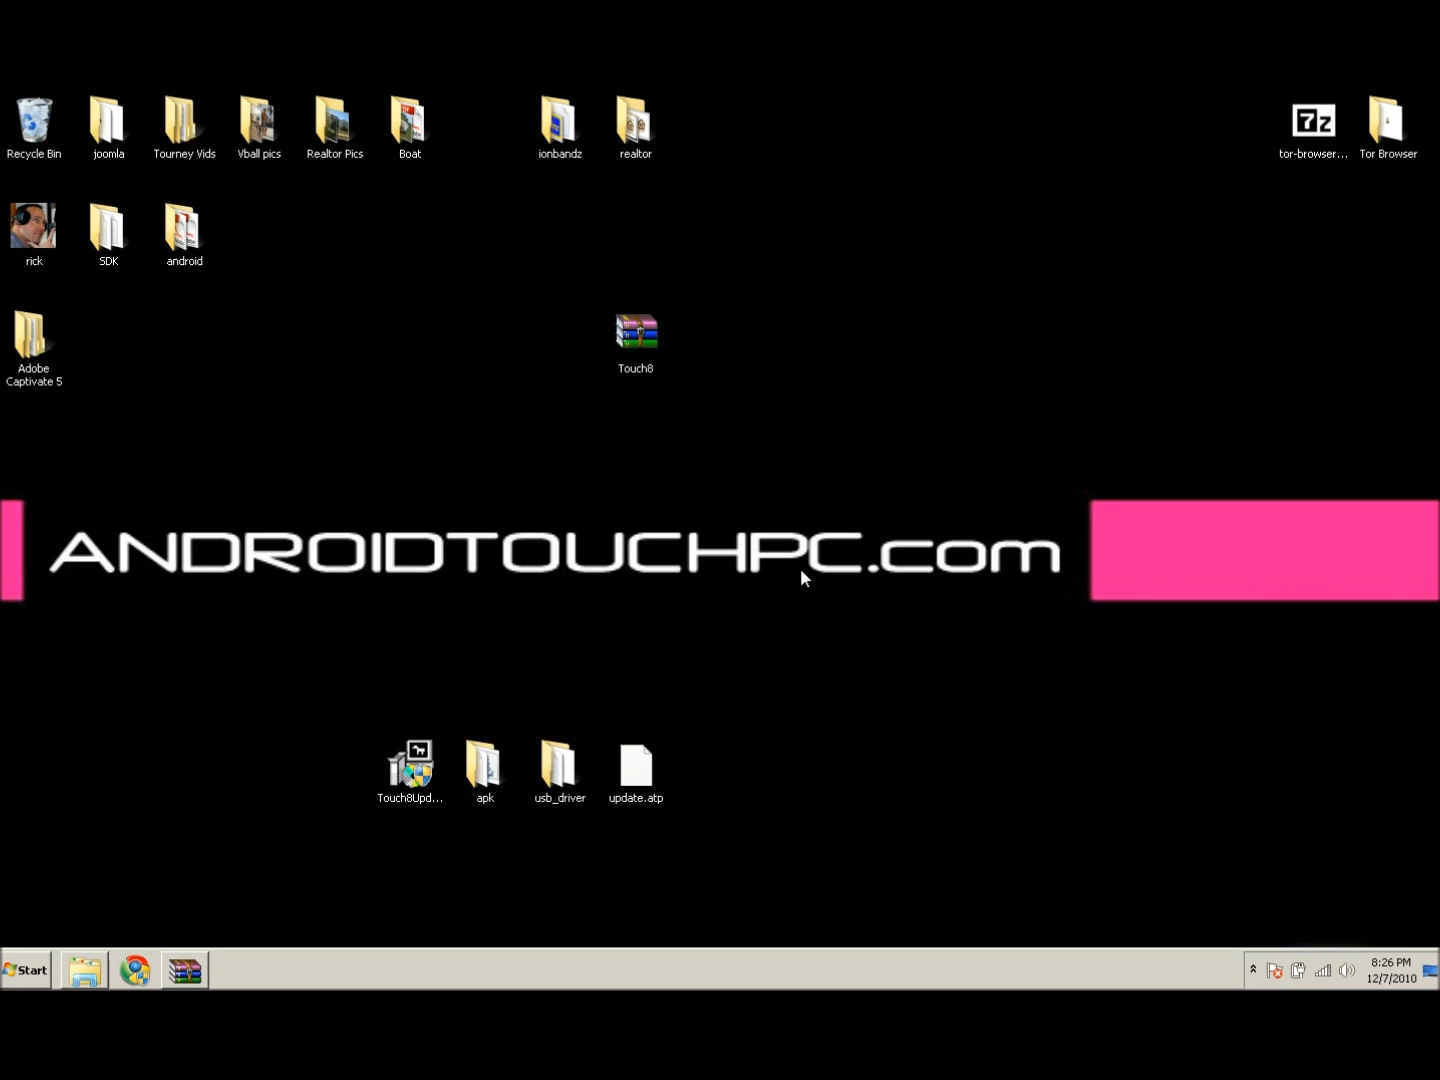 Recycle Bin
joomla
Tourney Vids
Vball pics
Realtor Pics
Boat
ionbandz
realtor
tor-browser...
Tor Browser
rick
SDK
android
Adobe
Captivate 5
Touch8
ANDROIDTOUCHPC.com
Touch8Upd...
apk
usb_driver
update.atp
Start
8:26 PM
12/7/2010